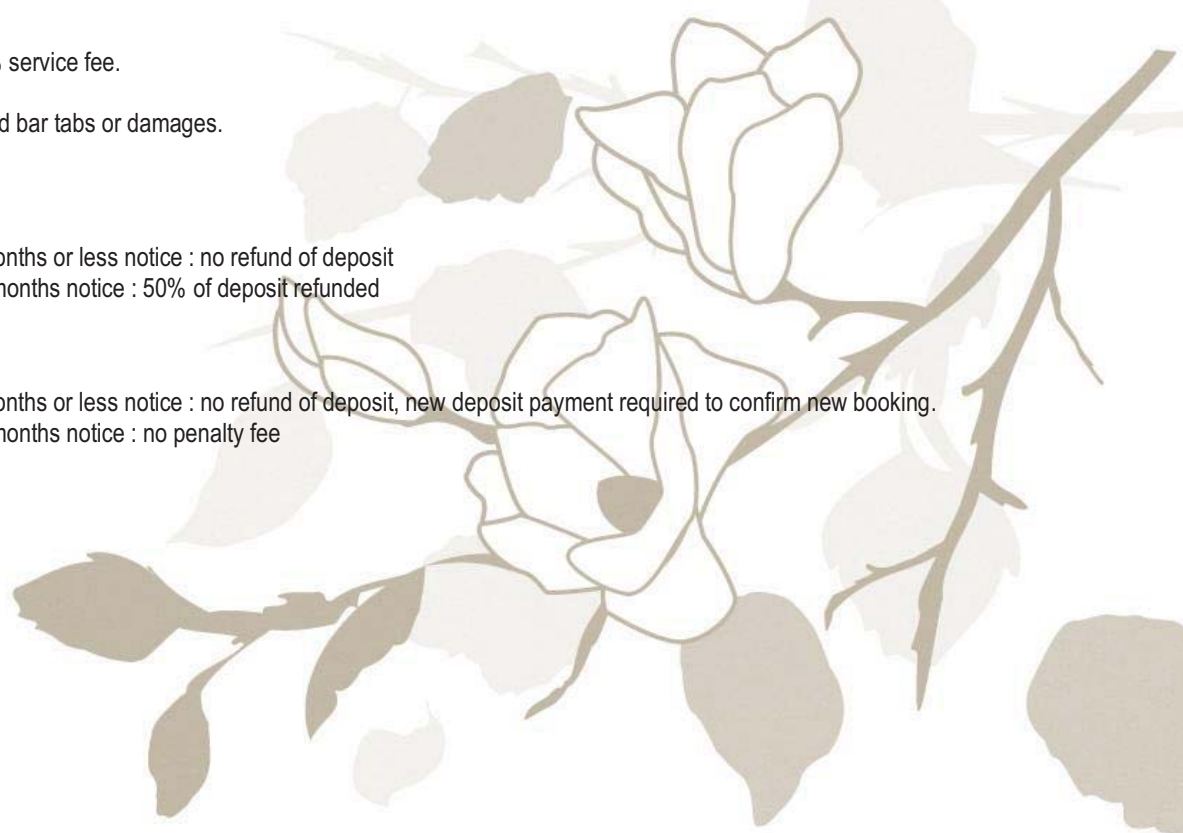 service fee.
d bar tabs or damages.
onths or less notice : no refund of deposit
months notice : 50% of deposit refunded
onths or less notice : no refund of deposit, new deposit payment required to confirm new booking.
months notice : no penalty fee